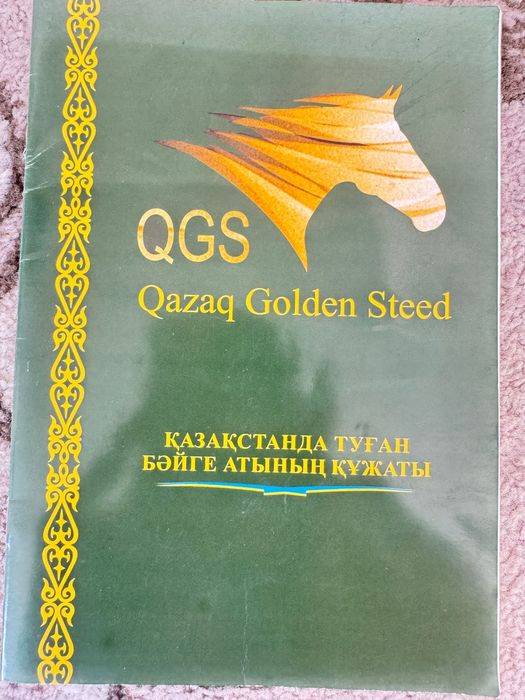 QGS
Qazaq Golden Steed
ҚАЗАҚСТАНДА ТУҒАН
БӘЙГЕ АТЫНЫҢ ҚҰЖАТЫ